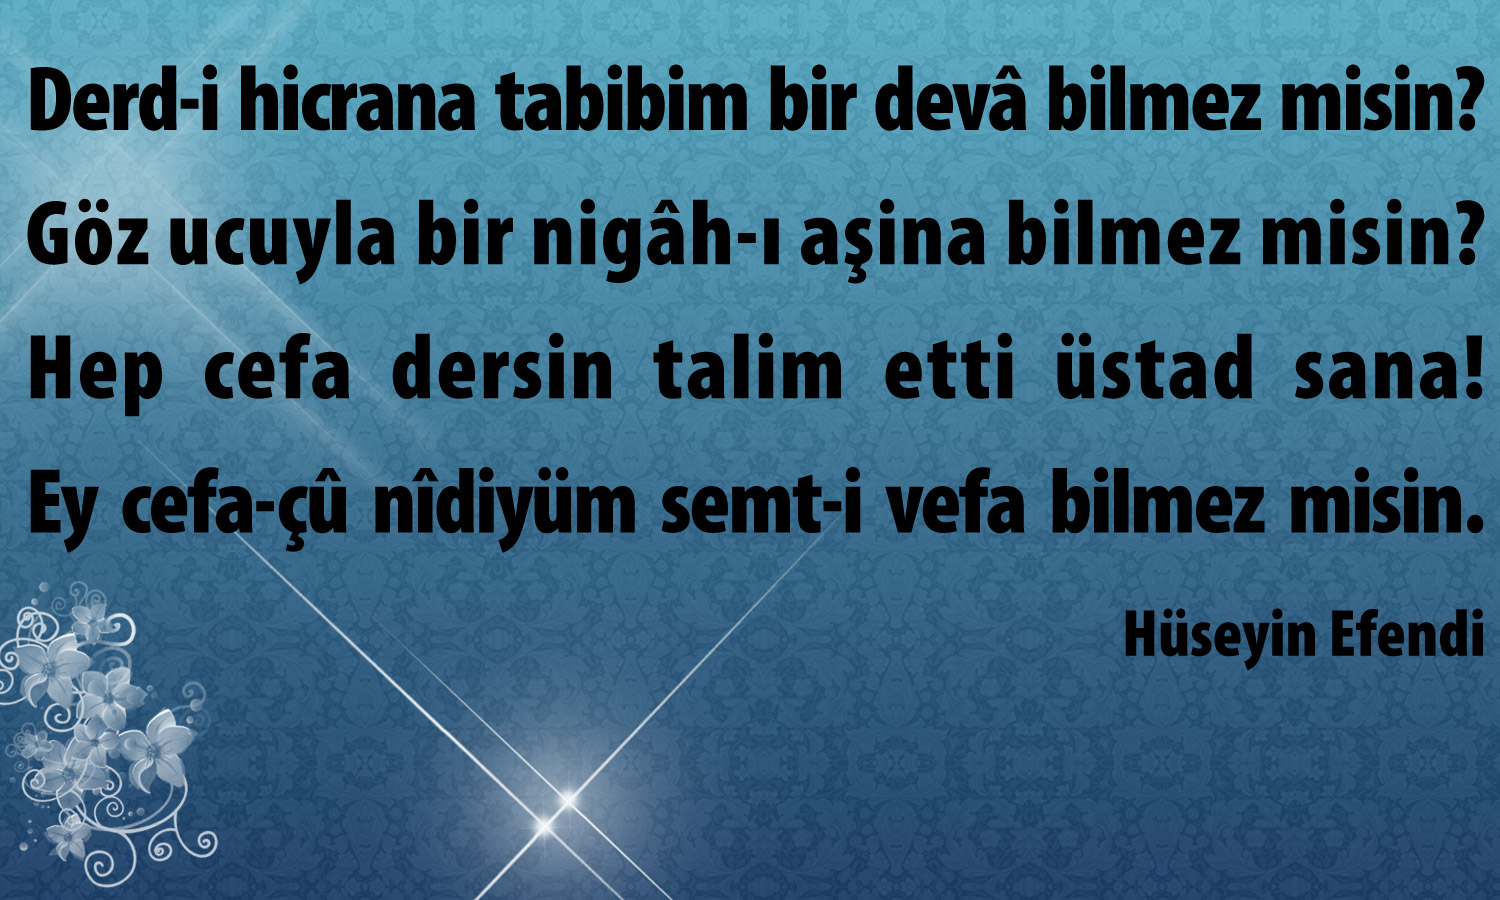 Derd-i hicrana tabibim bir devâ bilmez misin?
Göz ucuyla bir nigâh-ı aşina bilmez misin?
Hep cefa dersin talim etti üstad sana!
Ey cefa-çû nîdiyüm semt-i vefa bilmez misin.
Hüseyin Efendi